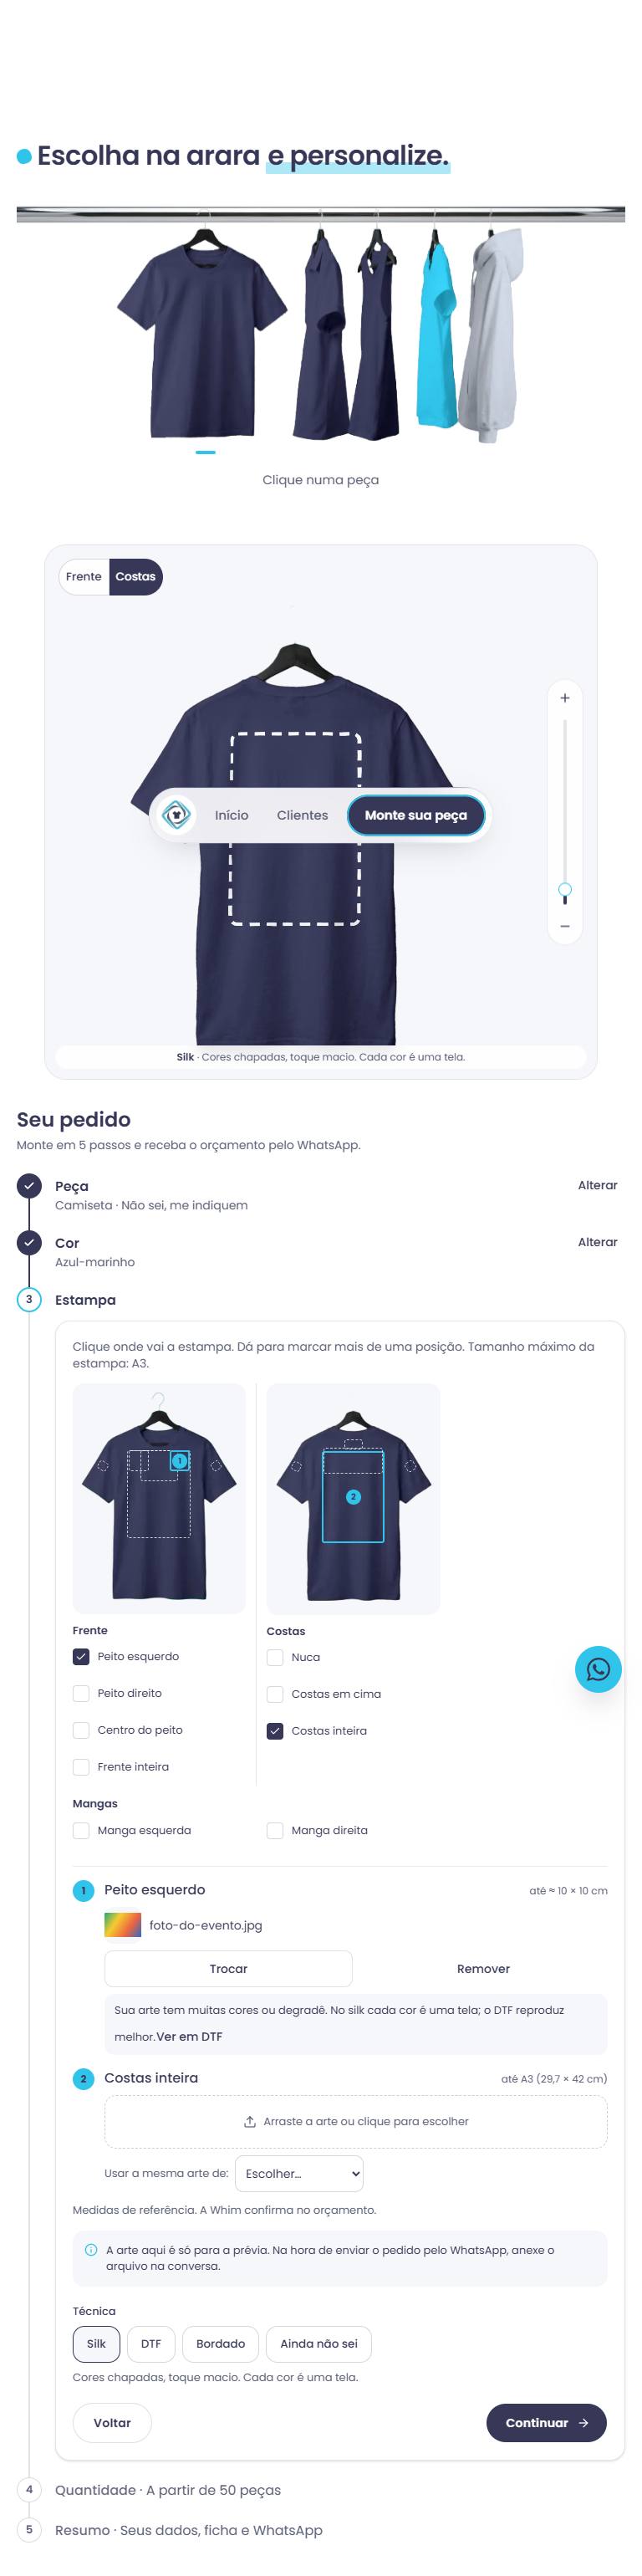 Escolha na arara e personalize.
Clique numa peça
Frente Costas
Início Clientes Monte sua peça
Silk · Cores chapadas, toque macio. Cada cor é uma tela.
Seu pedido
Monte em 5 passos e receba o orçamento pelo WhatsApp.
Peça Alterar
Camiseta · Não sei, me indiquem
Cor Alterar
Azul-marinho
3 Estampa
Clique onde vai a estampa. Dá para marcar mais de uma posição. Tamanho máximo da
estampa: A3.
1
2
Frente
Peito esquerdo
Peito direito
Centro do peito
Frente inteira
Costas
Nuca
Costas em cima
Costas inteira
Mangas
Manga esquerda Manga direita
1 Peito esquerdo até ≈ 10 × 10 cm
foto-do-evento.jpg
Trocar Remover
Sua arte tem muitas cores ou degradê. No silk cada cor é uma tela; o DTF reproduz
melhor.Ver em DTF
2 Costas inteira até A3 (29,7 × 42 cm)
Arraste a arte ou clique para escolher
Usar a mesma arte de: Escolher...
Medidas de referência. A Whim confirma no orçamento.
A arte aqui é só para a prévia. Na hora de enviar o pedido pelo WhatsApp, anexe o
arquivo na conversa.
Técnica
Silk DTF Bordado Ainda não sei
Cores chapadas, toque macio. Cada cor é uma tela.
Voltar Continuar
4 Quantidade · A partir de 50 peças
5 Resumo · Seus dados, ficha e WhatsApp